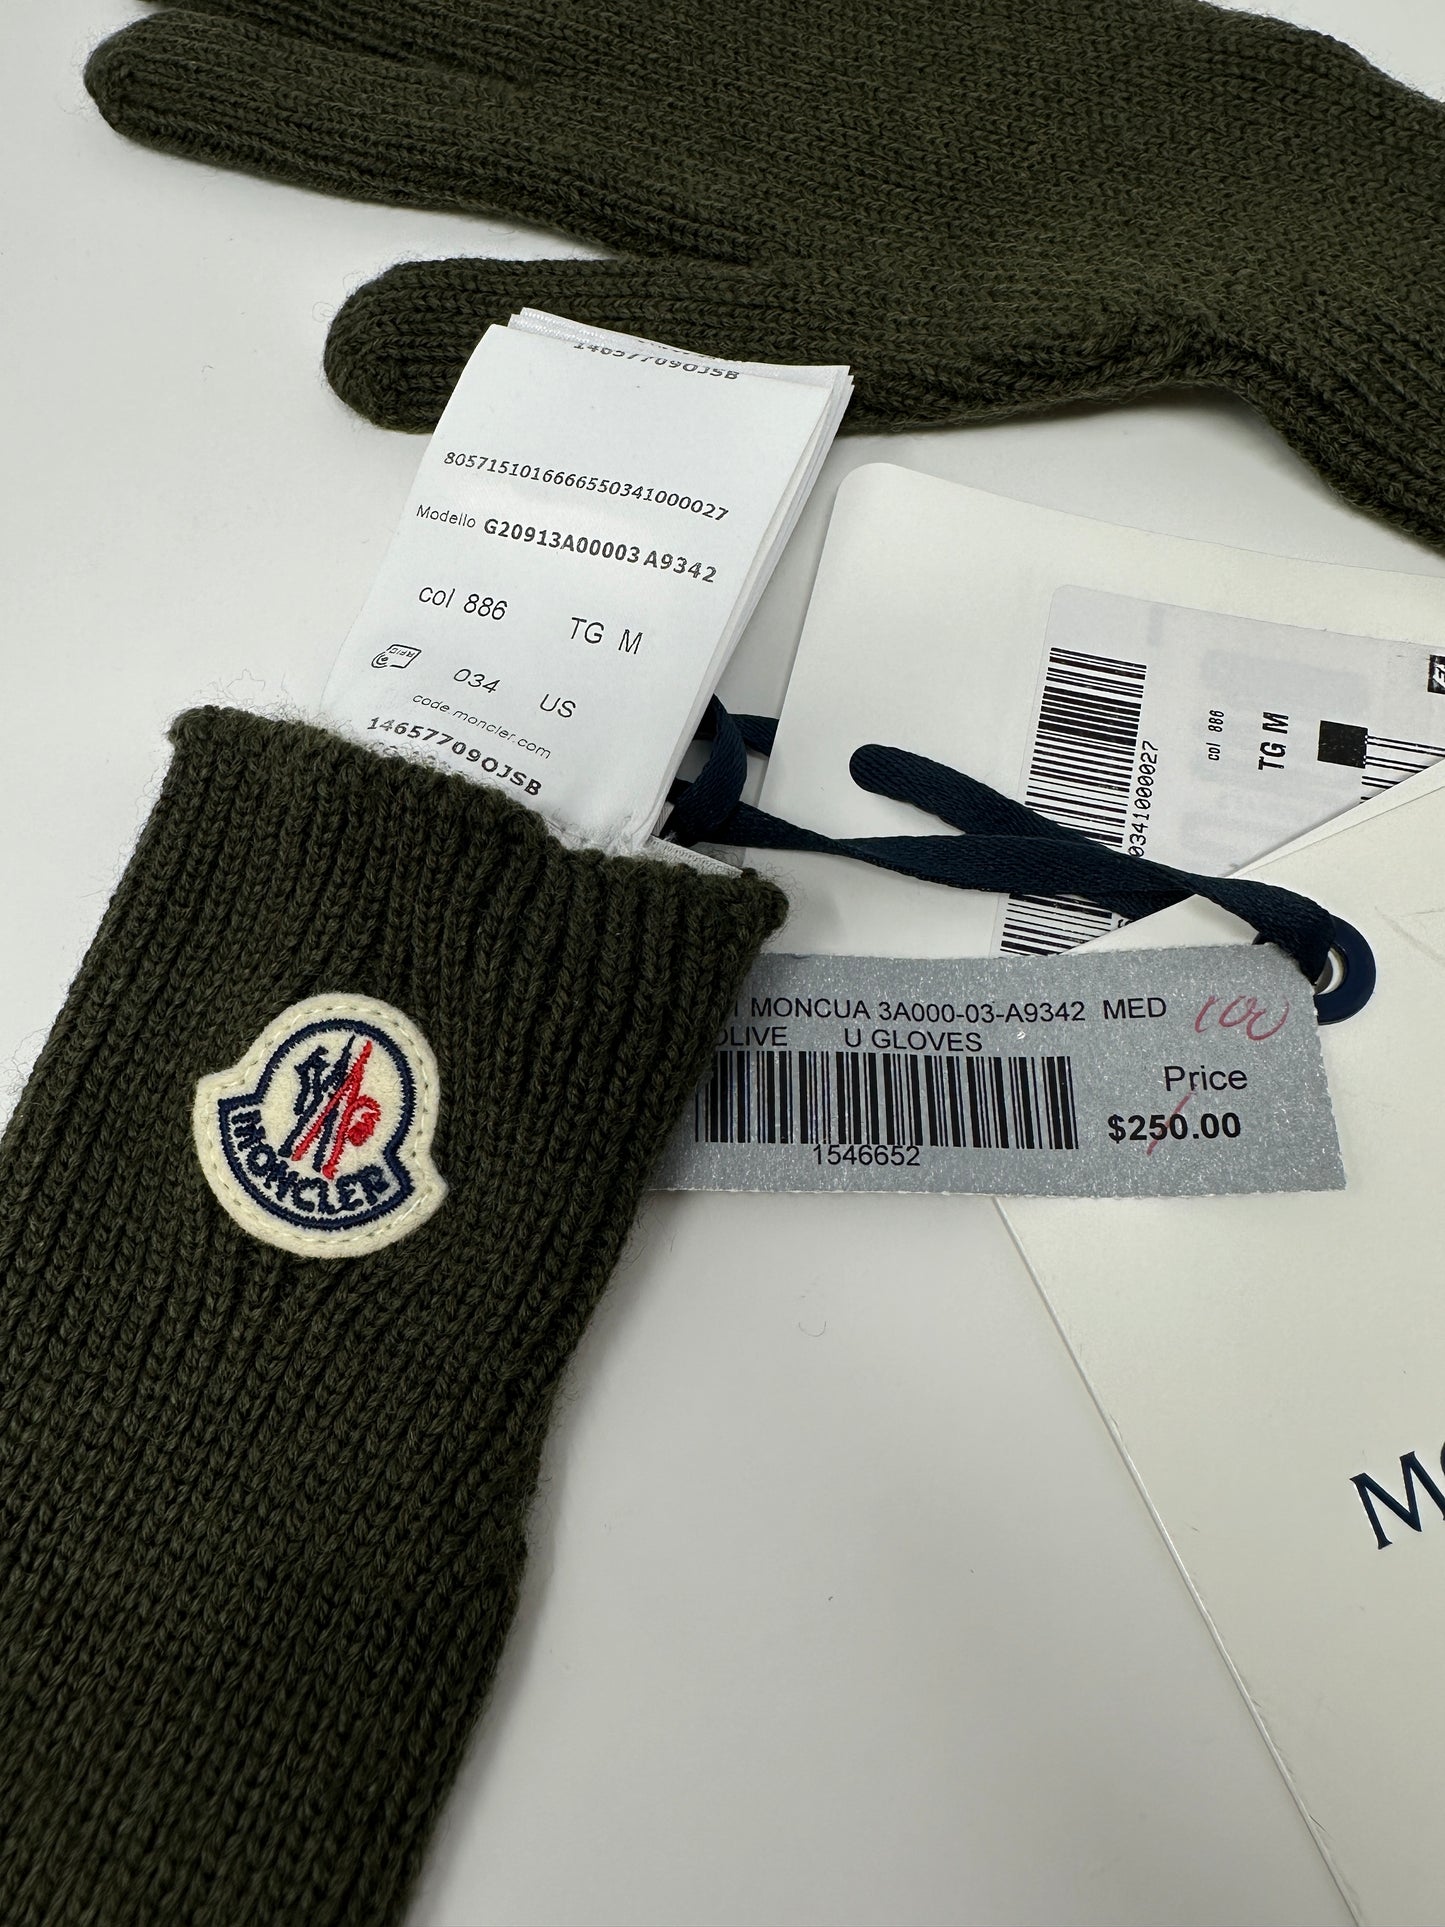 14657709OJSB
8057151016666550341000027
Modello G20913A00003 A9342
col 886 TG M
RFID
034 US
code.moncler.com
14657709OJSB
col 886
TG M
0341000027
MONCUA 3A000-03-A9342 MED 100
OLIVE U GLOVES
Price
$250.00
1546652
MONCLER